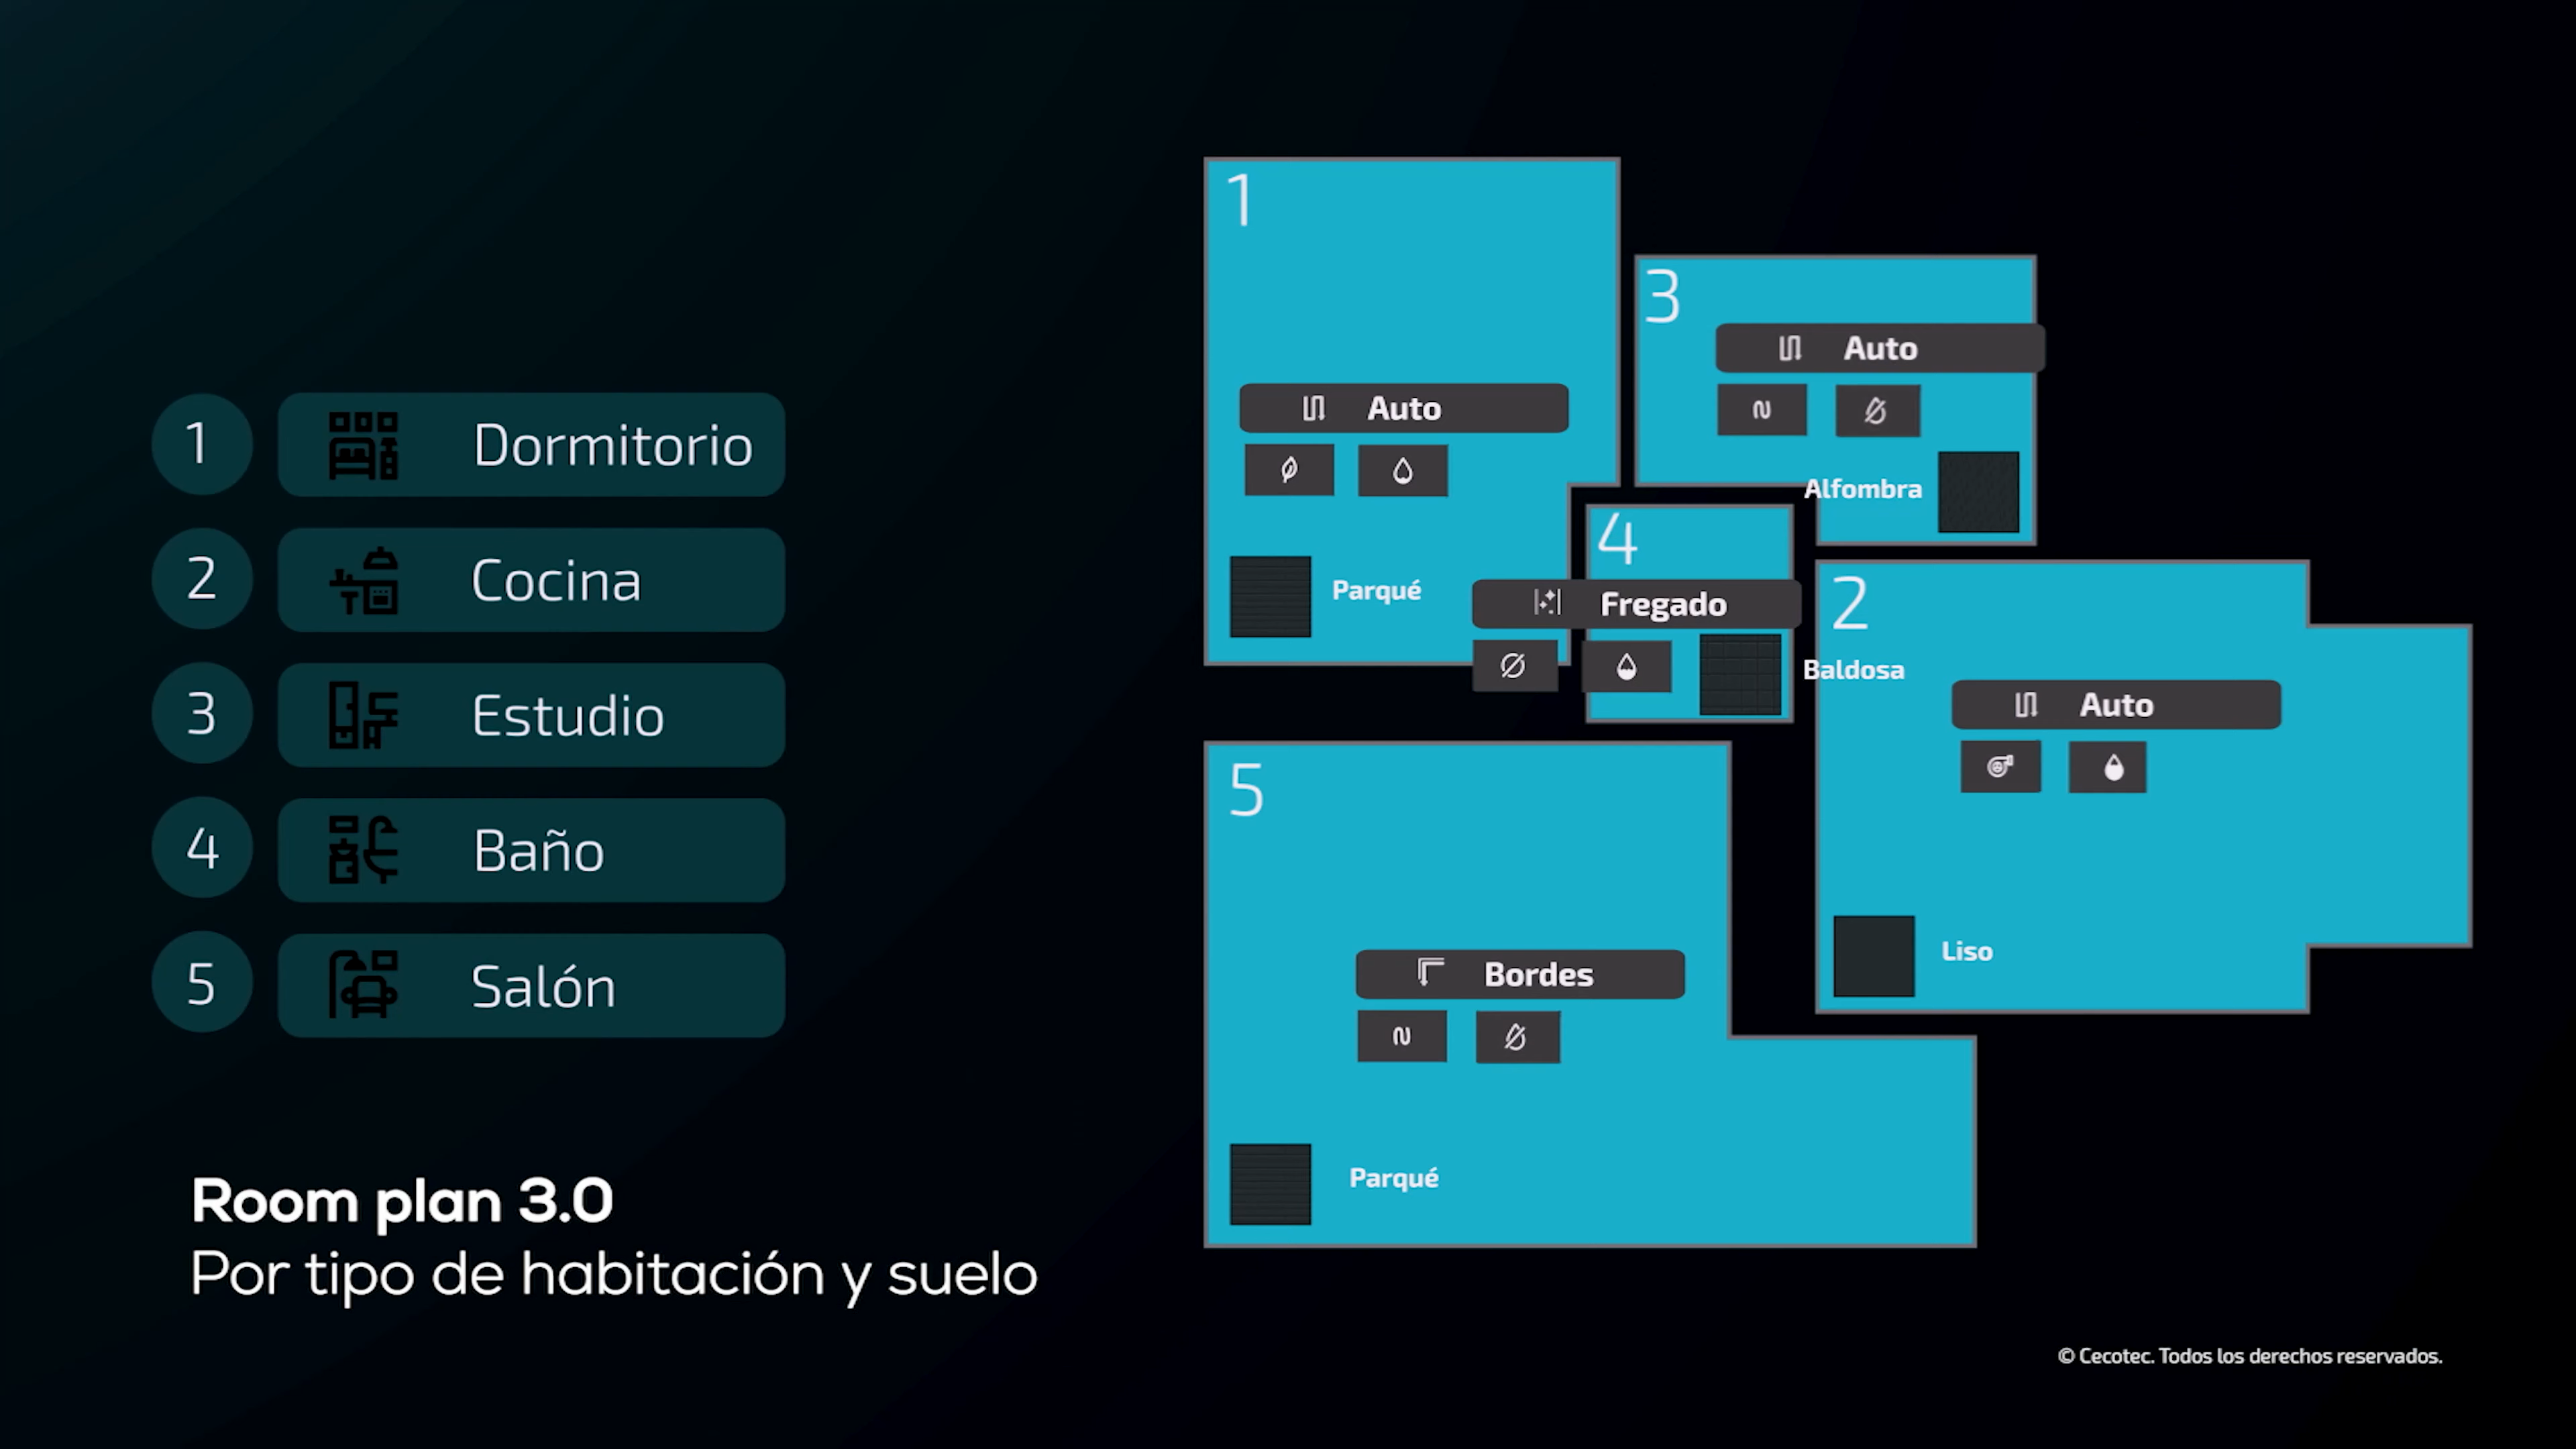 1 Dormitorio
2 Cocina
3 Estudio
4 Baño
5 Salón
Room plan 3.0
Por tipo de habitación y suelo
1
Auto
Parqué
3
Auto
Alfombra
4
Fregado
Baldosa
2
Auto
Liso
5
Bordes
Parqué
© Cecotec. Todos los derechos reservados.